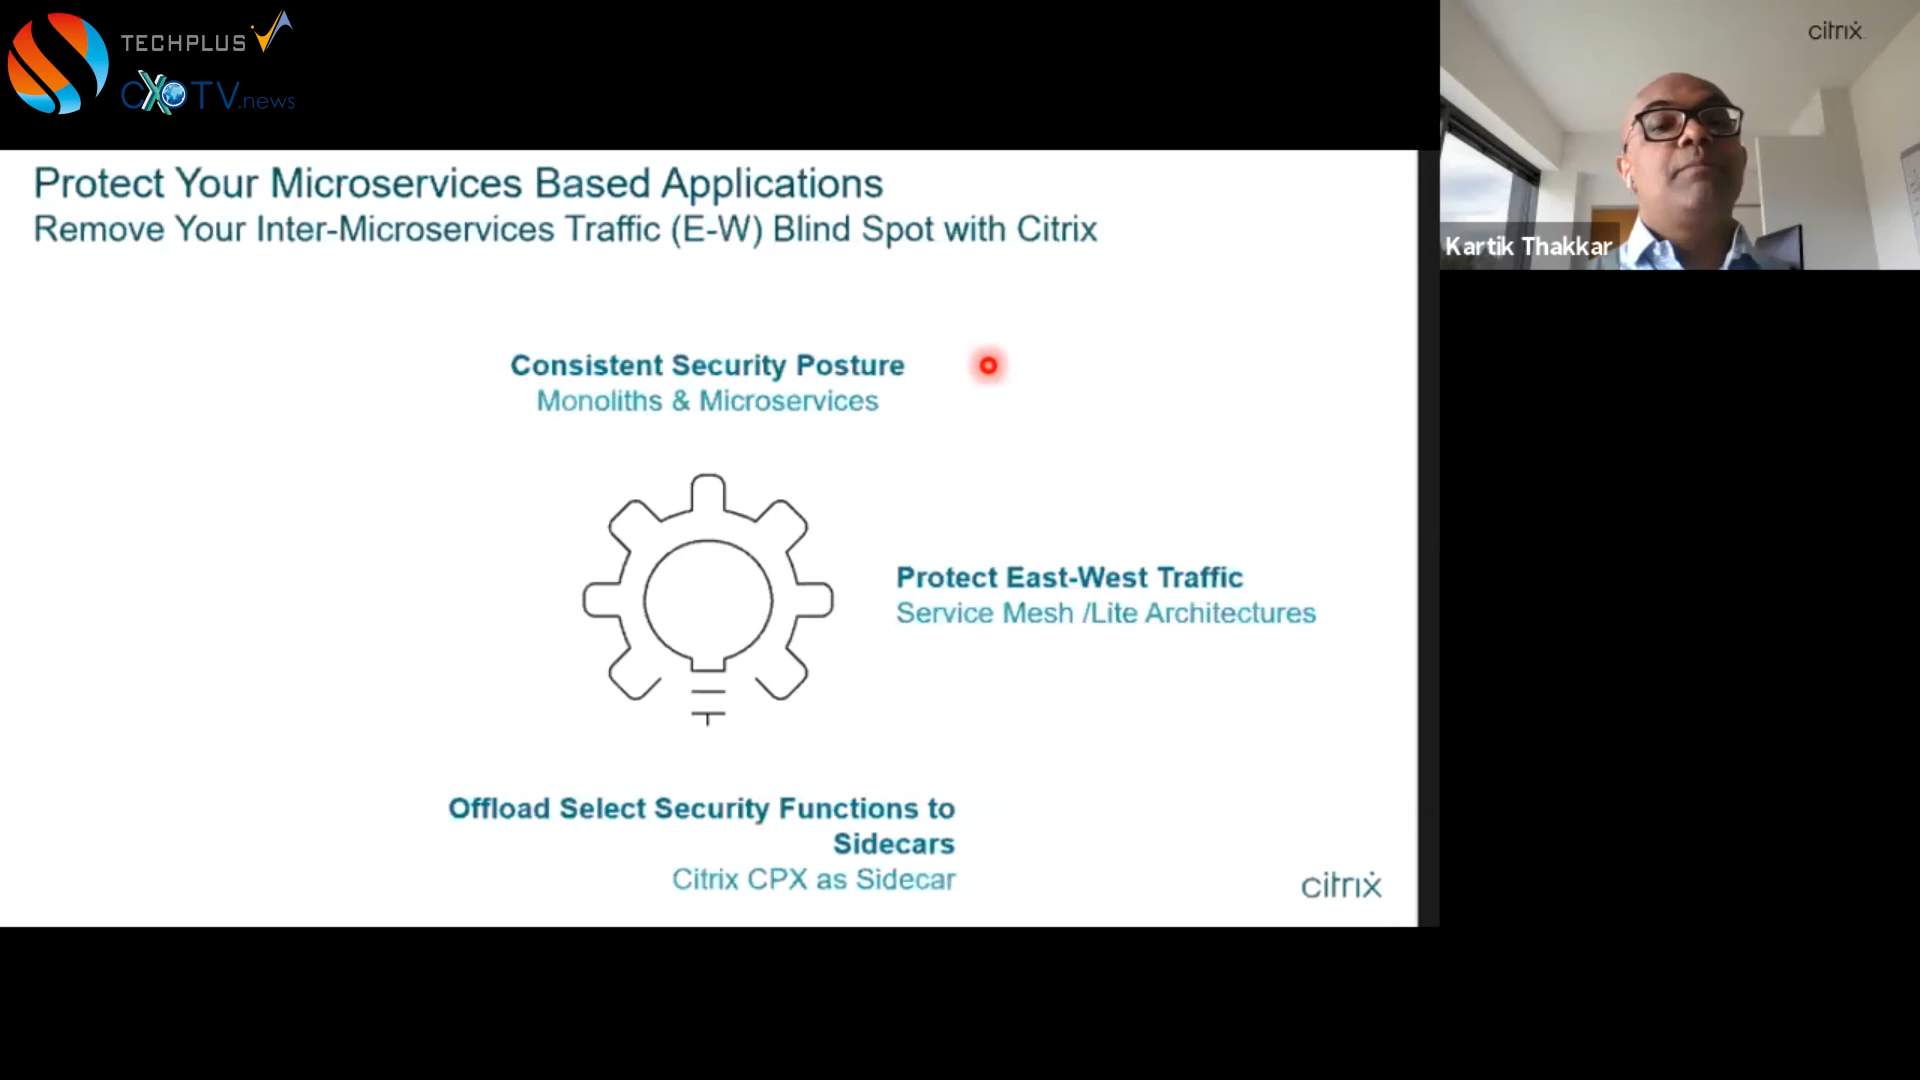 TECHPLUS
CXOTV.news
citrix
Kartik Thakkar
Protect Your Microservices Based Applications
Remove Your Inter-Microservices Traffic (E-W) Blind Spot with Citrix
Consistent Security Posture
Monoliths & Microservices
Protect East-West Traffic
Service Mesh /Lite Architectures
Offload Select Security Functions to
Sidecars
Citrix CPX as Sidecar
citrix